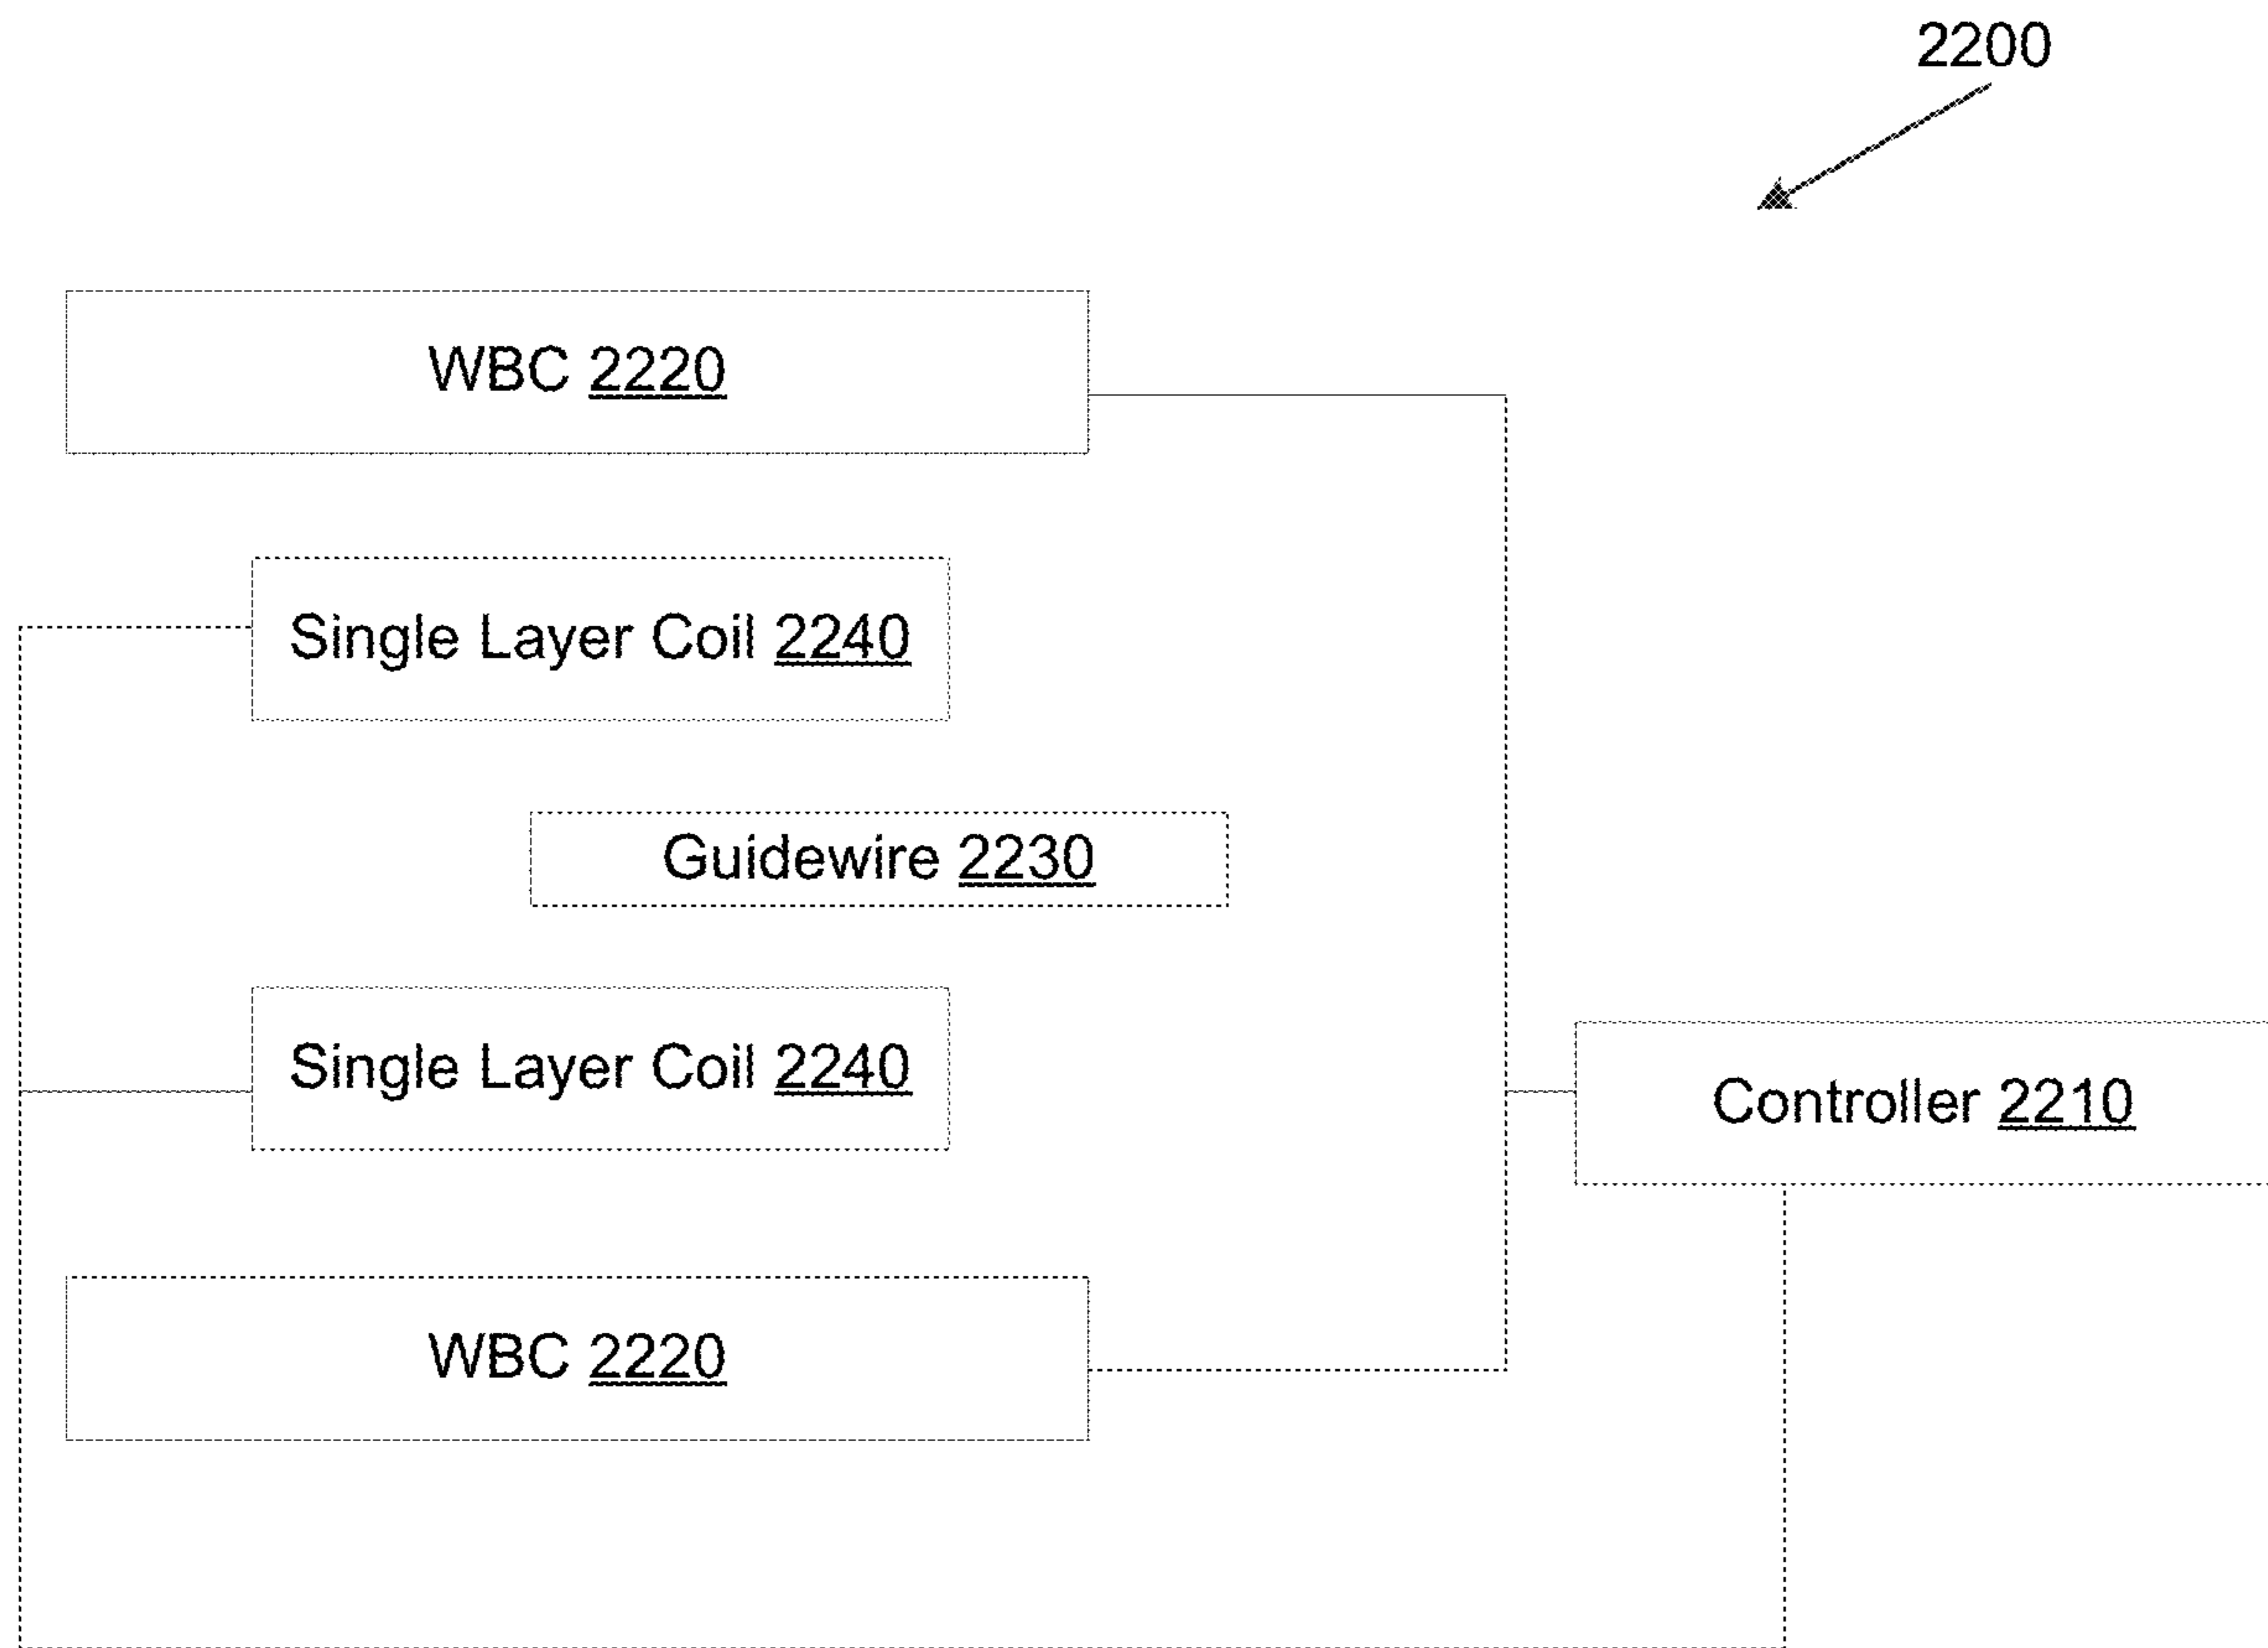 2200
WBC 2220
Single Layer Coil 2240
Guidewire 2230
Single Layer Coil 2240
Controller 2210
WBC 2220